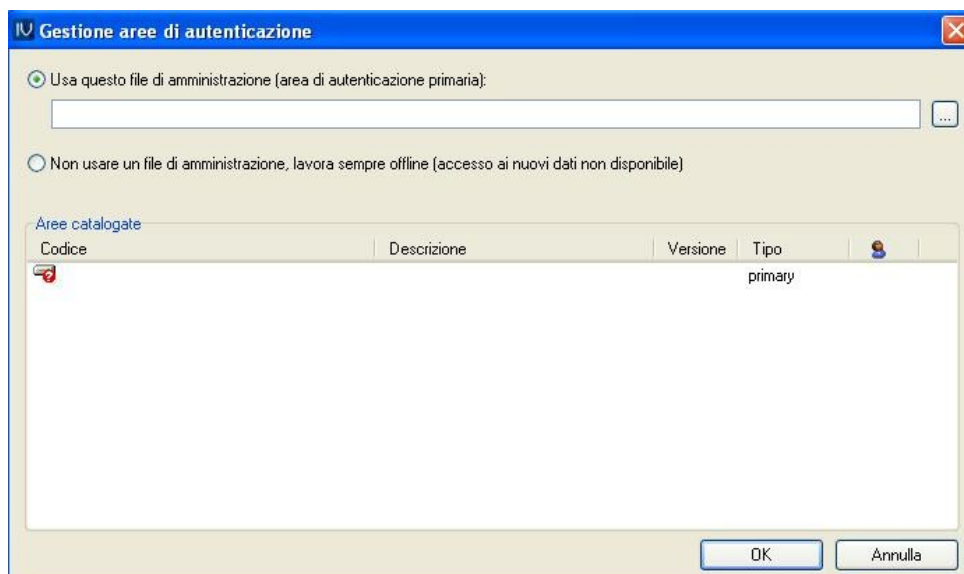 IU Gestione aree di autenticazione
Usa questo file di amministrazione (area di autenticazione primaria):
...
Non usare un file di amministrazione, lavora sempre offline (accesso ai nuovi dati non disponibile)
Aree catalogate
Codice Descrizione Versione Tipo
primary
OK Annulla